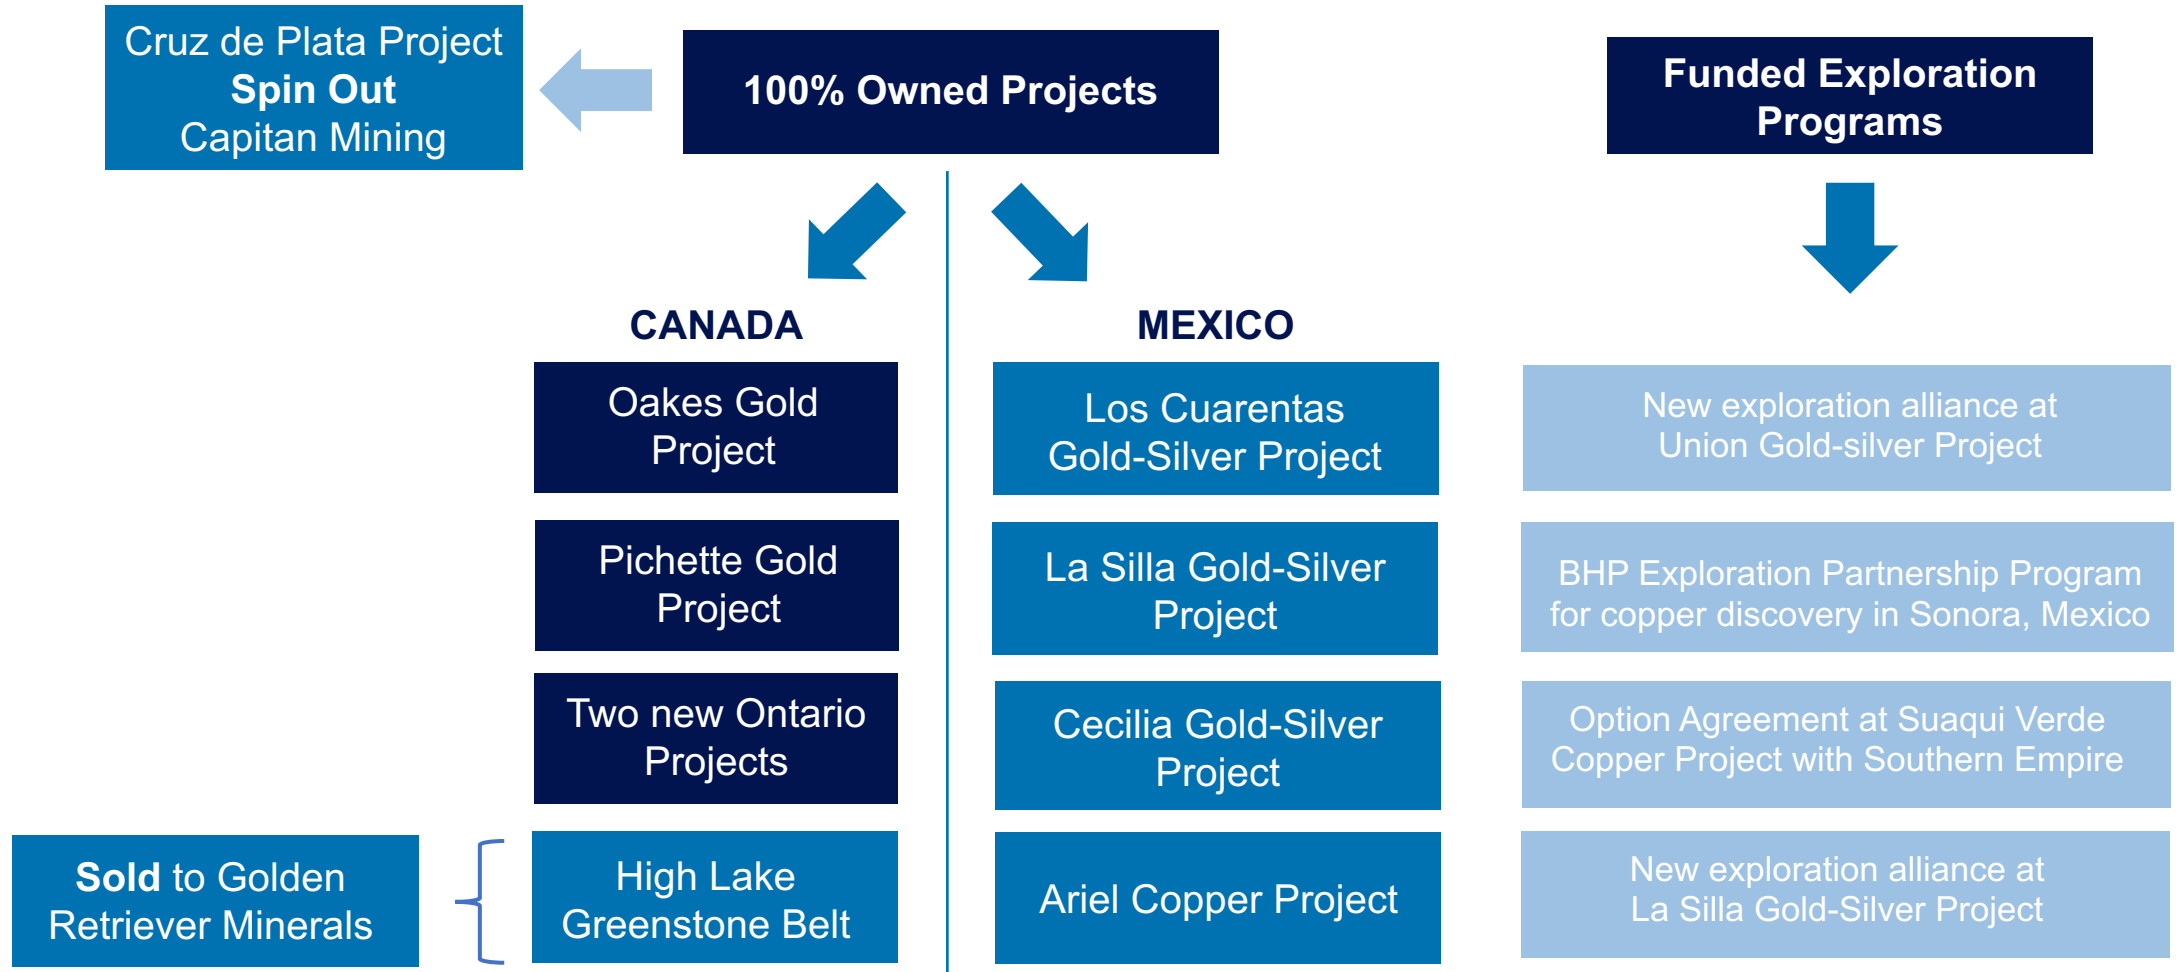 Cruz de Plata Project
Spin Out
Capitan Mining
100% Owned Projects
Funded Exploration
Programs
CANADA
Oakes Gold
Project
Pichette Gold
Project
Two new Ontario
Projects
High Lake
Greenstone Belt
Sold to Golden
Retriever Minerals
MEXICO
Los Cuarentas
Gold-Silver Project
La Silla Gold-Silver
Project
Cecilia Gold-Silver
Project
Ariel Copper Project
New exploration alliance at
Union Gold-silver Project
BHP Exploration Partnership Program
for copper discovery in Sonora, Mexico
Option Agreement at Suaqui Verde
Copper Project with Southern Empire
New exploration alliance at
La Silla Gold-Silver Project